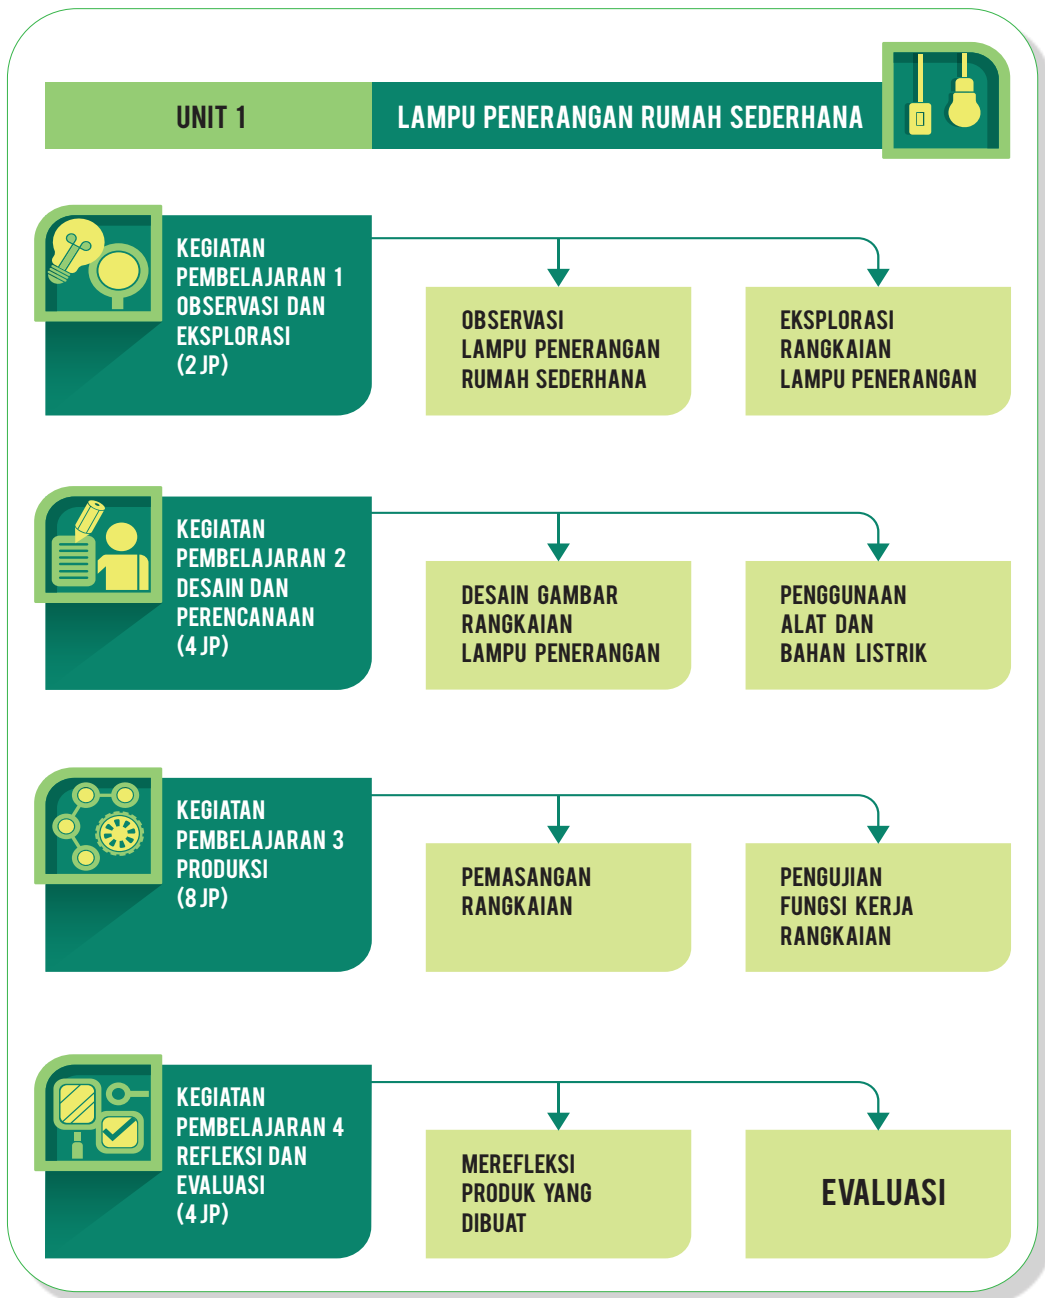 UNIT 1
LAMPU PENERANGAN RUMAH SEDERHANA
KEGIATAN
PEMBELAJARAN 1
OBSERVASI DAN
EKSPLORASI
(2 JP)
OBSERVASI
LAMPU PENERANGAN
RUMAH SEDERHANA
EKSPLORASI
RANGKAIAN
LAMPU PENERANGAN
KEGIATAN
PEMBELAJARAN 2
DESAIN DAN
PERENCANAAN
(4 JP)
DESAIN GAMBAR
RANGKAIAN
LAMPU PENERANGAN
PENGGUNAAN
ALAT DAN
BAHAN LISTRIK
KEGIATAN
PEMBELAJARAN 3
PRODUKSI
(8 JP)
PEMASANGAN
RANGKAIAN
PENGUJIAN
FUNGSI KERJA
RANGKAIAN
KEGIATAN
PEMBELAJARAN 4
REFLEKSI DAN
EVALUASI
(4 JP)
MEREFLEKSI
PRODUK YANG
DIBUAT
EVALUASI